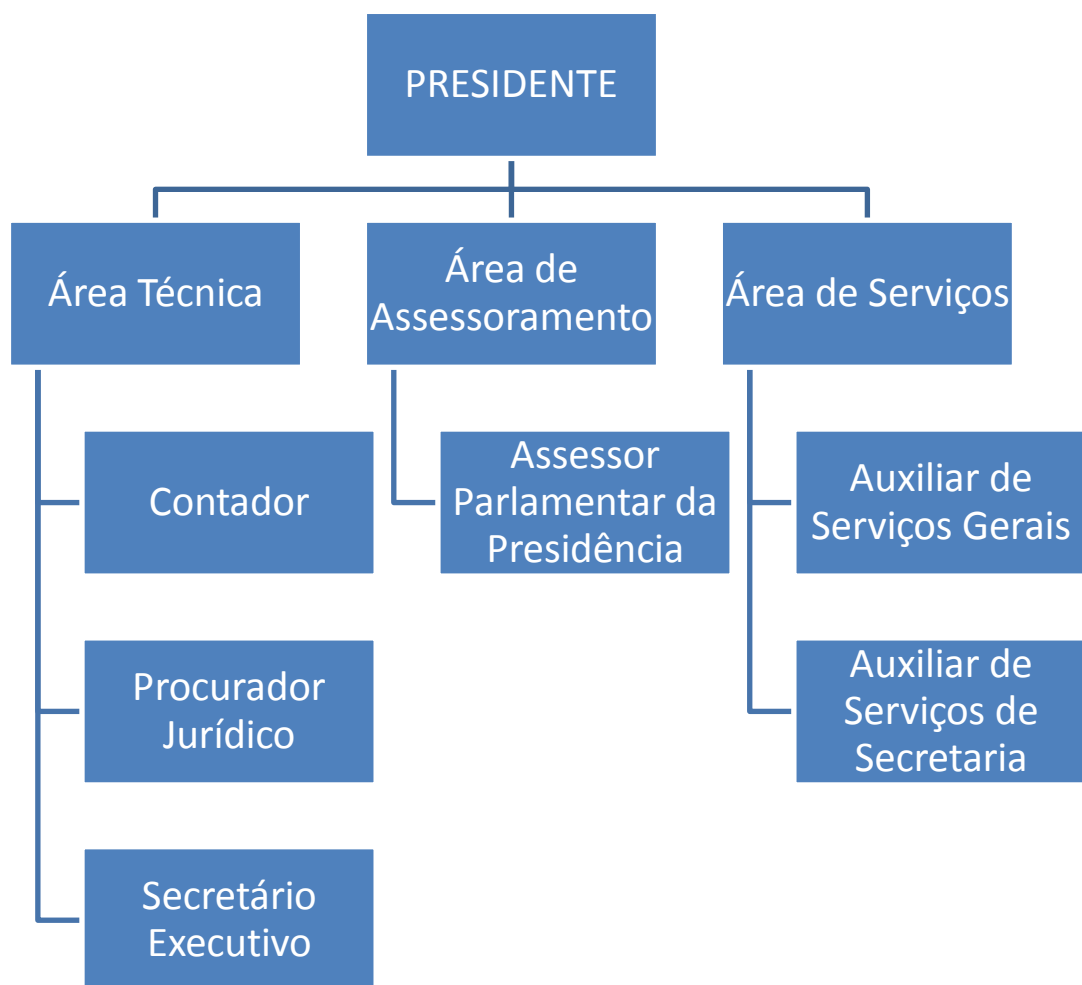 PRESIDENTE
Área Técnica
Área de
Assessoramento
Área de Serviços
Contador
Assessor
Parlamentar da
Presidência
Auxiliar de
Serviços Gerais
Procurador
Jurídico
Auxiliar de
Serviços de
Secretaria
Secretário
Executivo